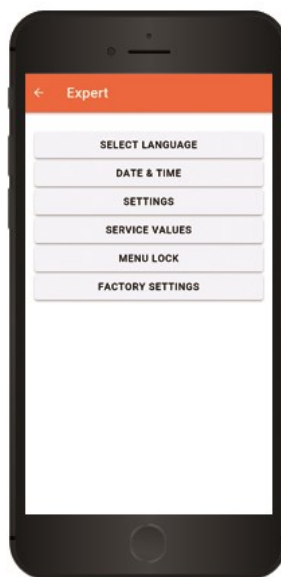 Expert
SELECT LANGUAGE
DATE & TIME
SETTINGS
SERVICE VALUES
MENU LOCK
FACTORY SETTINGS